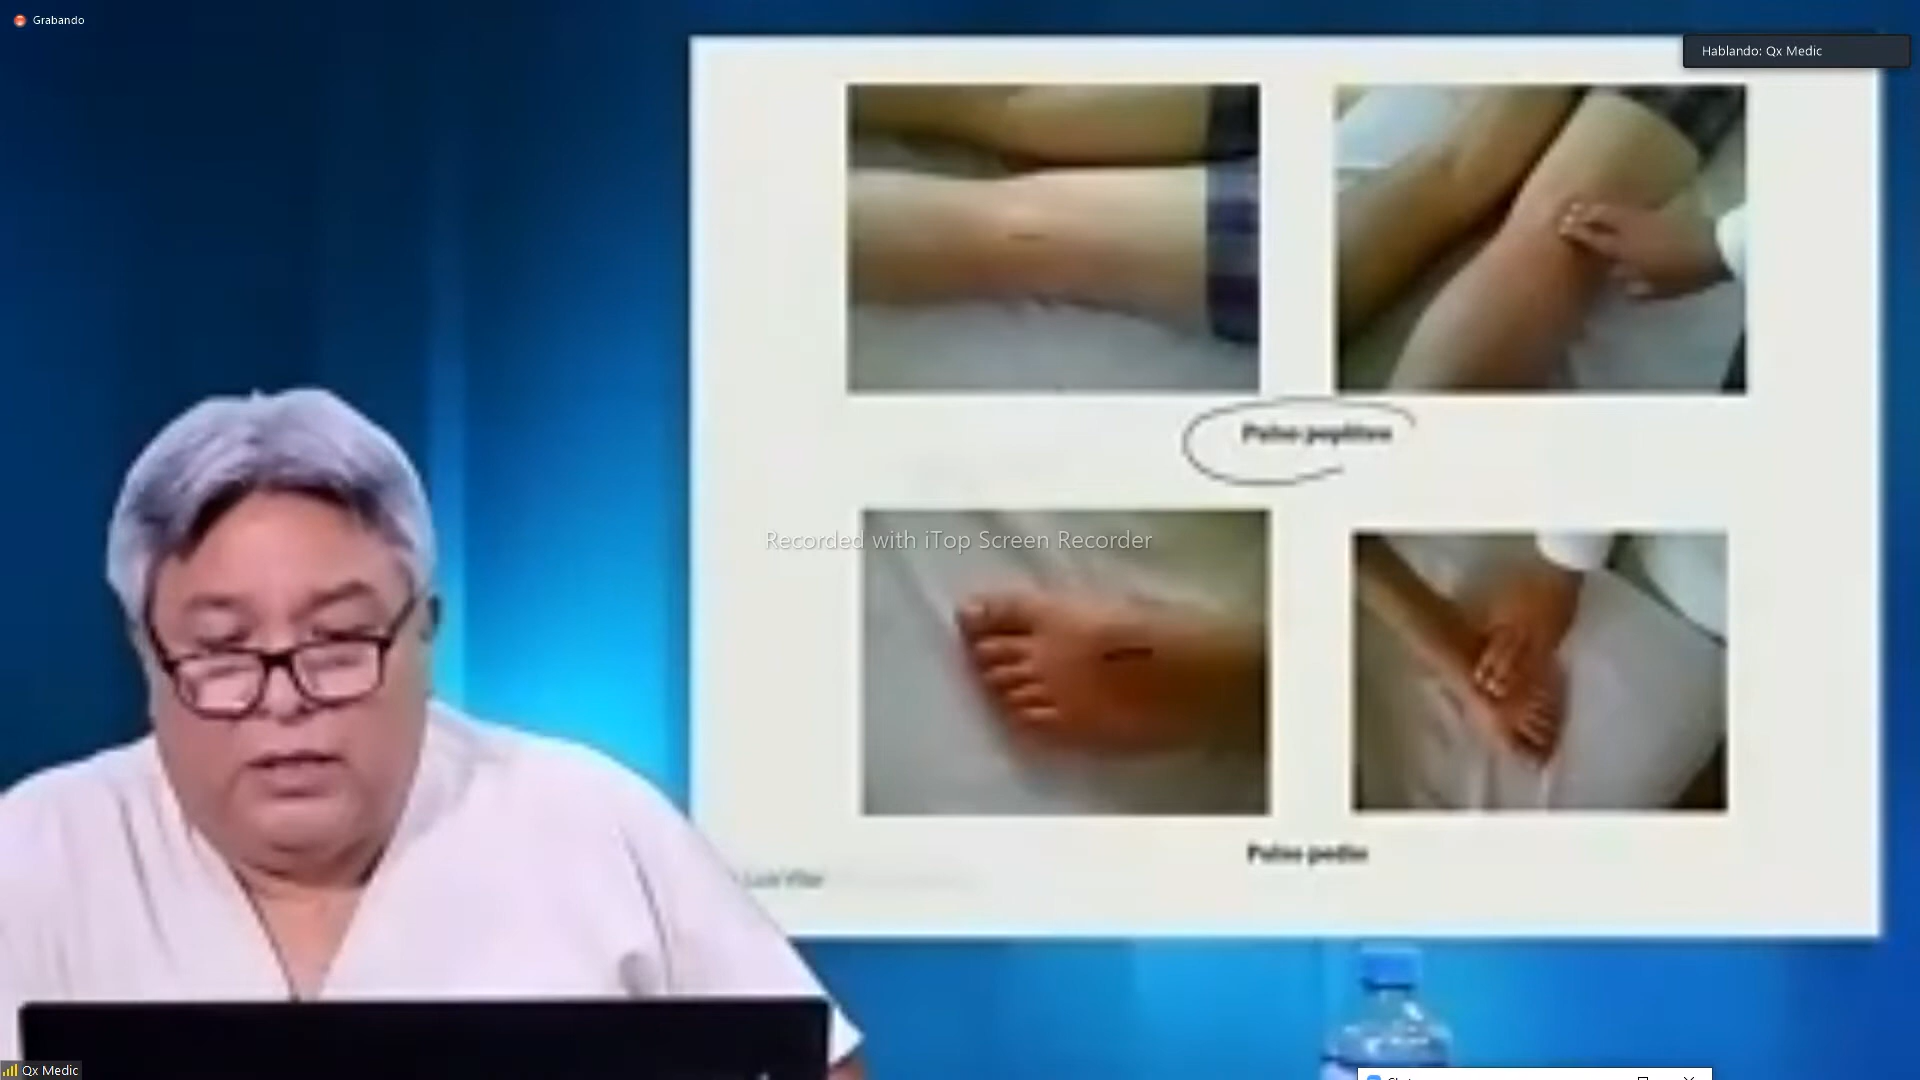 Grabando
Hablando: Qx Medic
Pulso poplíteo
Recorded with iTop Screen Recorder
Pulso pedio
Qx Medic